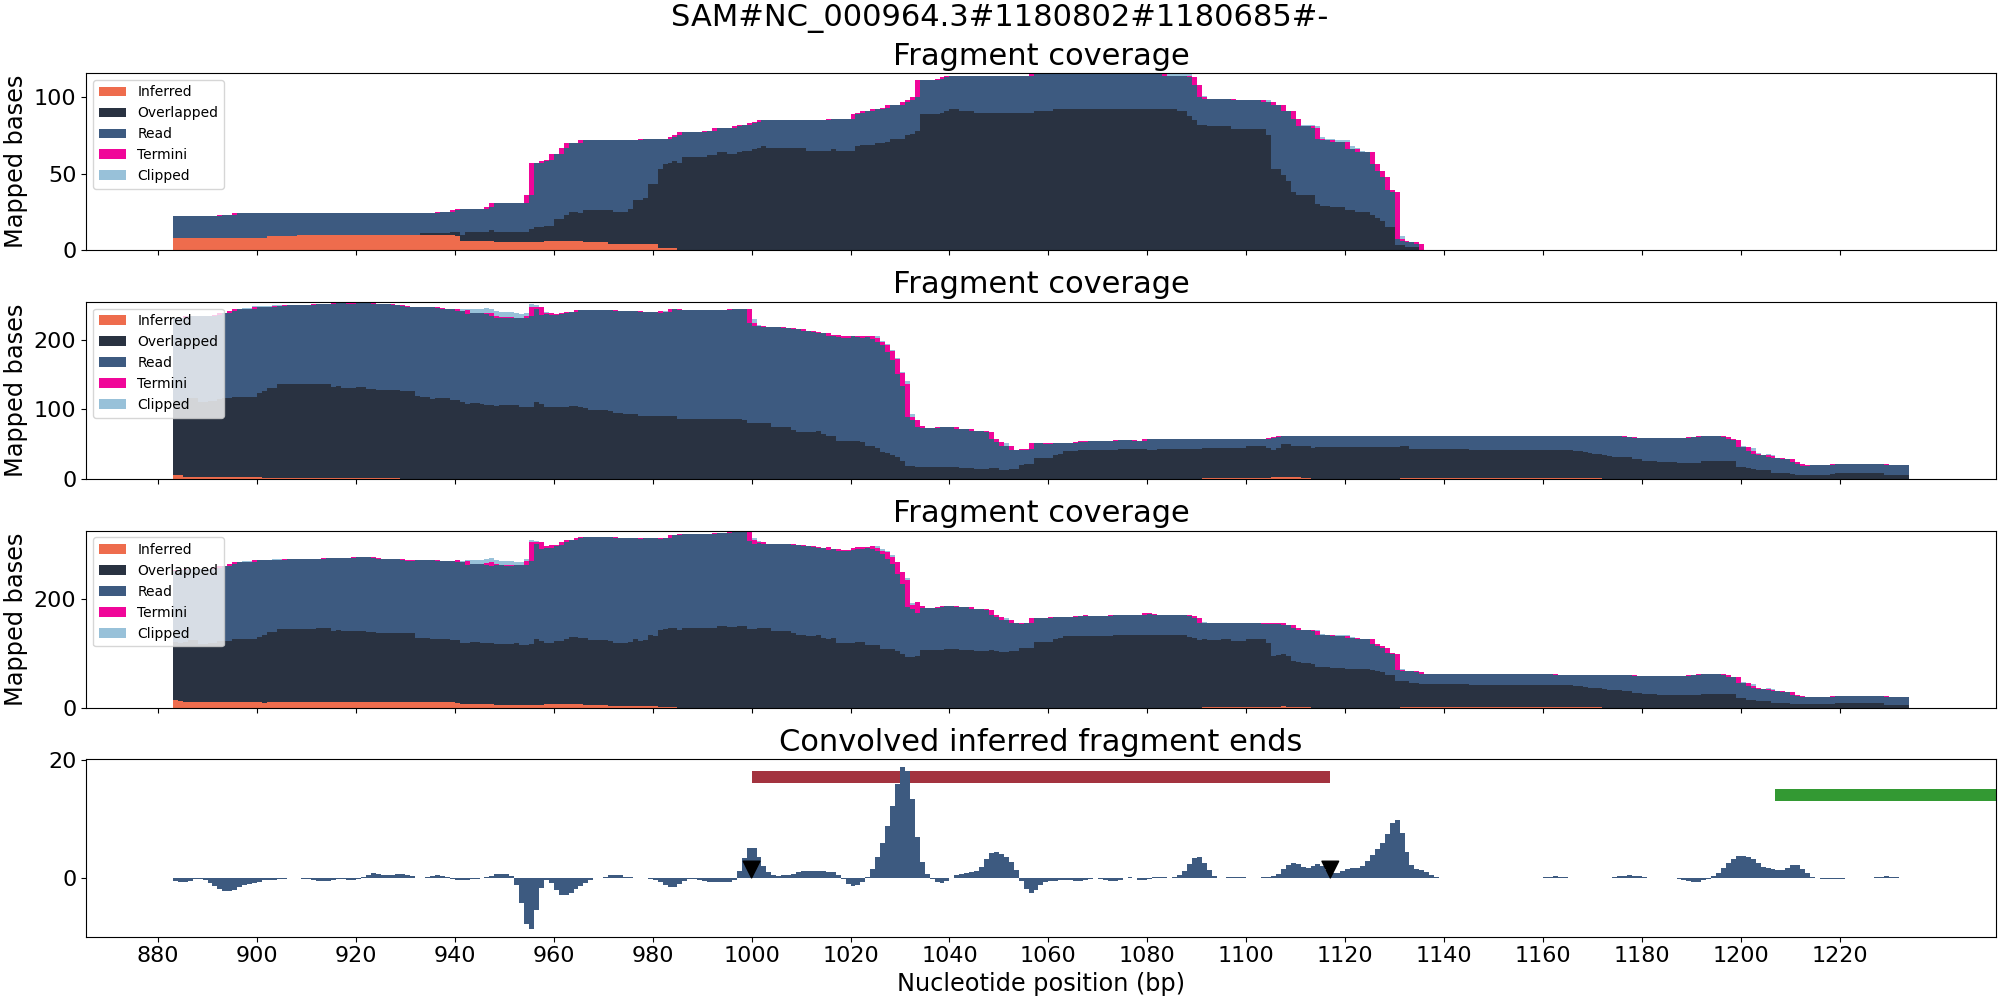 SAM#NC_000964.3#1180802#1180685#-
Fragment coverage
Mapped bases
100
50
0
Inferred
Overlapped
Read
Termini
Clipped
Fragment coverage
Mapped bases
200
100
0
Inferred
Overlapped
Read
Termini
Clipped
Fragment coverage
Mapped bases
200
0
Inferred
Overlapped
Read
Termini
Clipped
Convolved inferred fragment ends
20
0
880 900 920 940 960 980 1000 1020 1040 1060 1080 1100 1120 1140 1160 1180 1200 1220
Nucleotide position (bp)